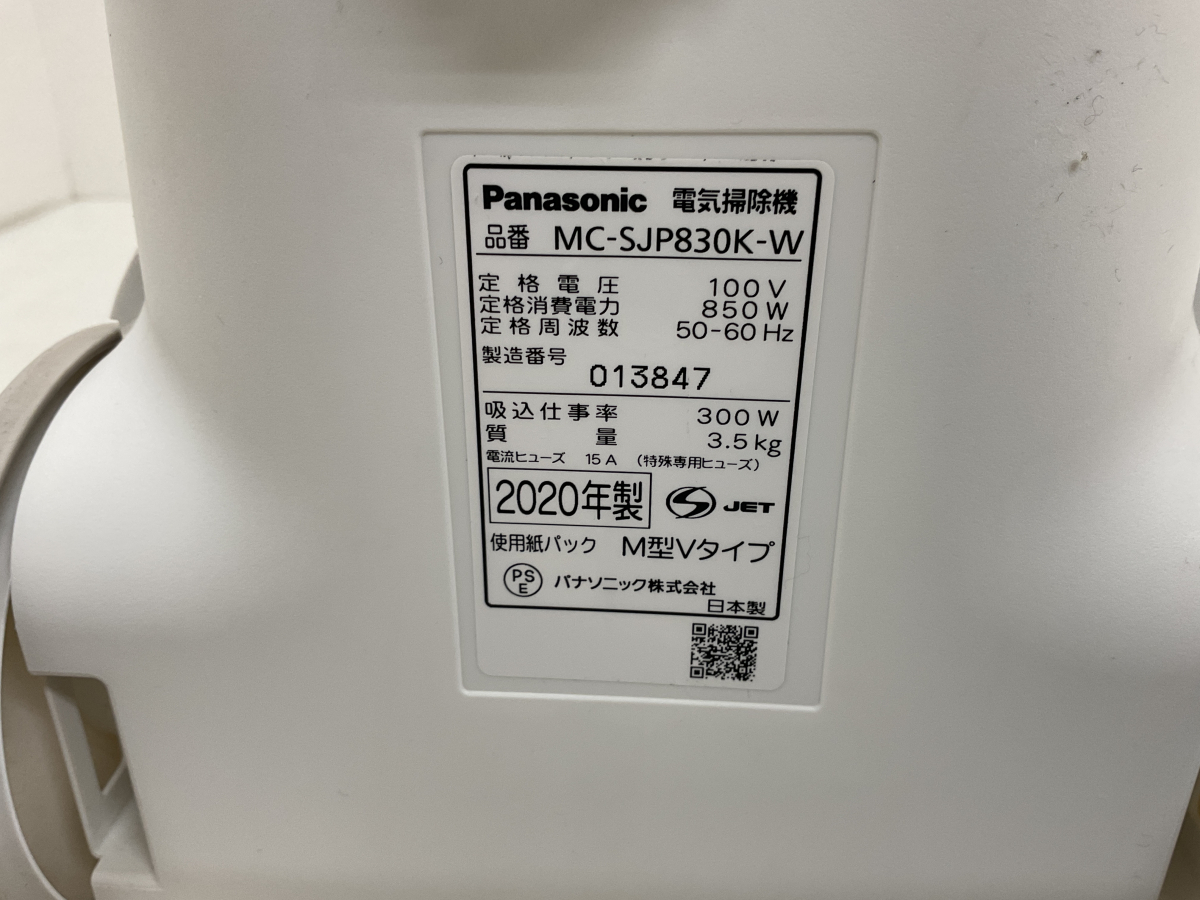 Panasonic 電気掃除機
品番 MC-SJP830K-W
定格電圧 100V
定格消費電力 850W
定格周波数 50-60Hz
製造番号
013847
吸込仕事率 300W
質量 3.5kg
電流ヒューズ 15A (特殊専用ヒューズ)
2020年製 S JET
使用紙パック M型Vタイプ
PSE パナソニック株式会社
日本製